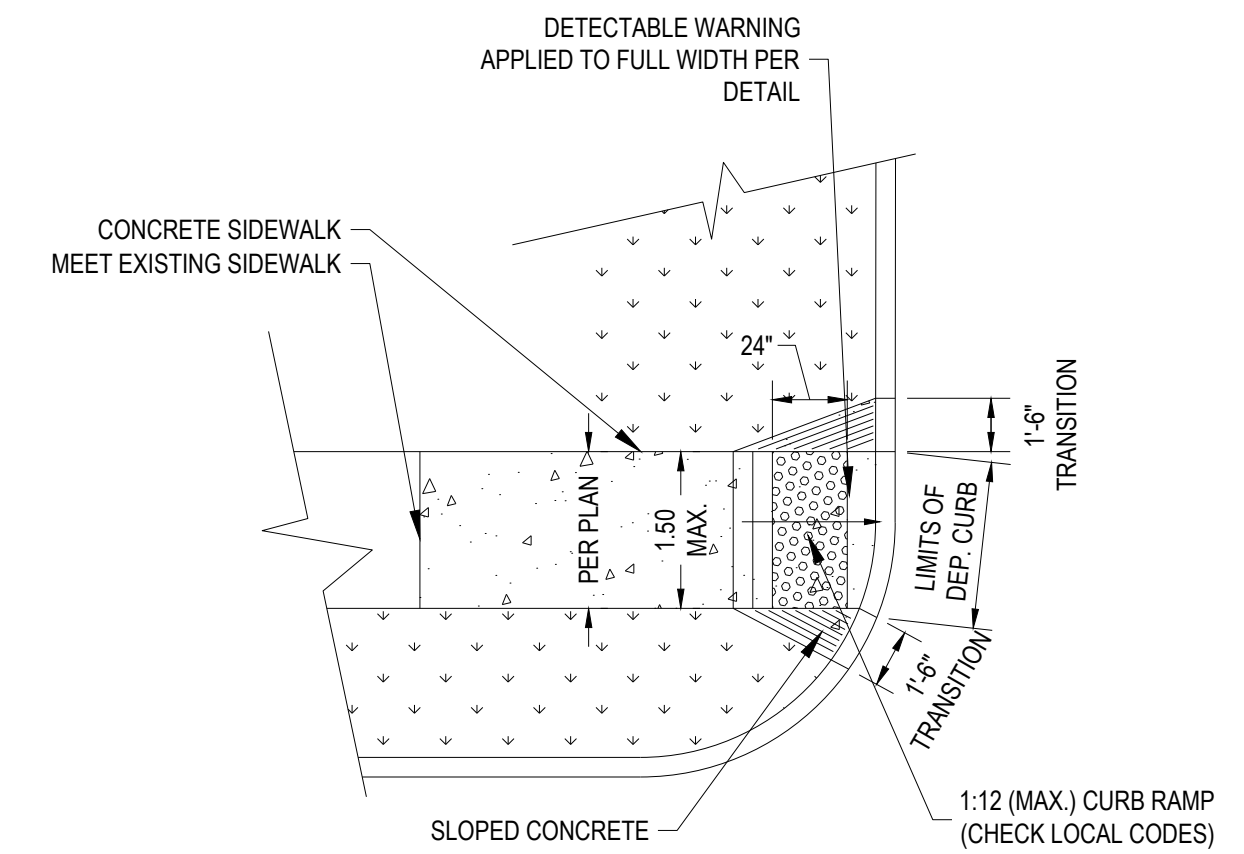 DETECTABLE WARNING
APPLIED TO FULL WIDTH PER
DETAIL
CONCRETE SIDEWALK
MEET EXISTING SIDEWALK
24"
1'-6"
TRANSITION
PER PLAN
1.50
MAX.
LIMITS OF
DEP. CURB
1'-6"
TRANSITION
SLOPED CONCRETE
1:12 (MAX.) CURB RAMP
(CHECK LOCAL CODES)